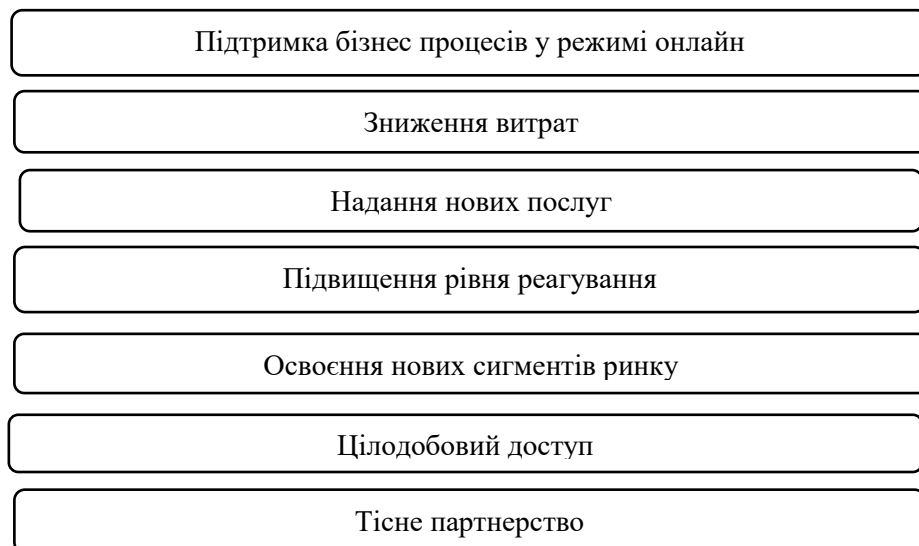 Підтримка бізнес процесів у режимі онлайн
Зниження витрат
Надання нових послуг
Підвищення рівня реагування
Освоєння нових сигментів ринку
Цілодобовий доступ
Тісне партнерство